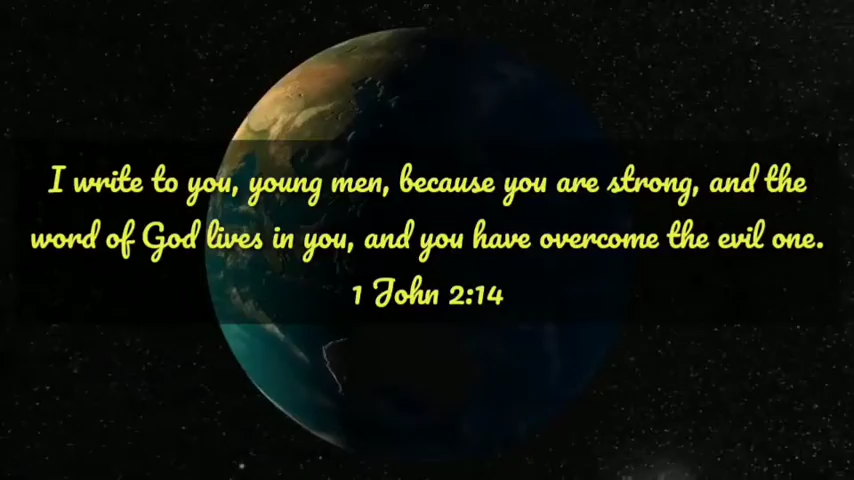 I write to you, young men, because you are strong, and the
word of God lives in you, and you have overcome the evil one.
1 John 2:14